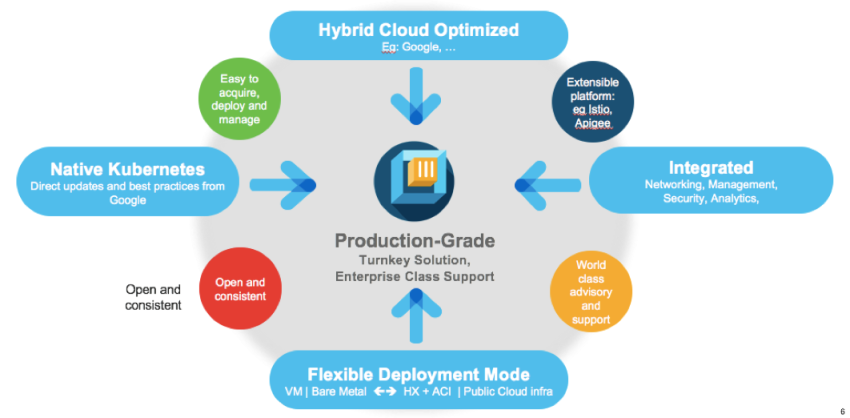 Hybrid Cloud Optimized
Eg: Google, ...
Easy to
acquire,
deploy and
manage
Extensible
platform:
eg Istio,
Apigee
Native Kubernetes
Direct updates and best practices from
Google
Integrated
Networking, Management,
Security, Analytics,
Production-Grade
Turnkey Solution,
Enterprise Class Support
Open and
consistent
Open and
consistent
World
class
advisory
and
support
Flexible Deployment Mode
VM | Bare Metal <-> HX + ACI | Public Cloud infra
6